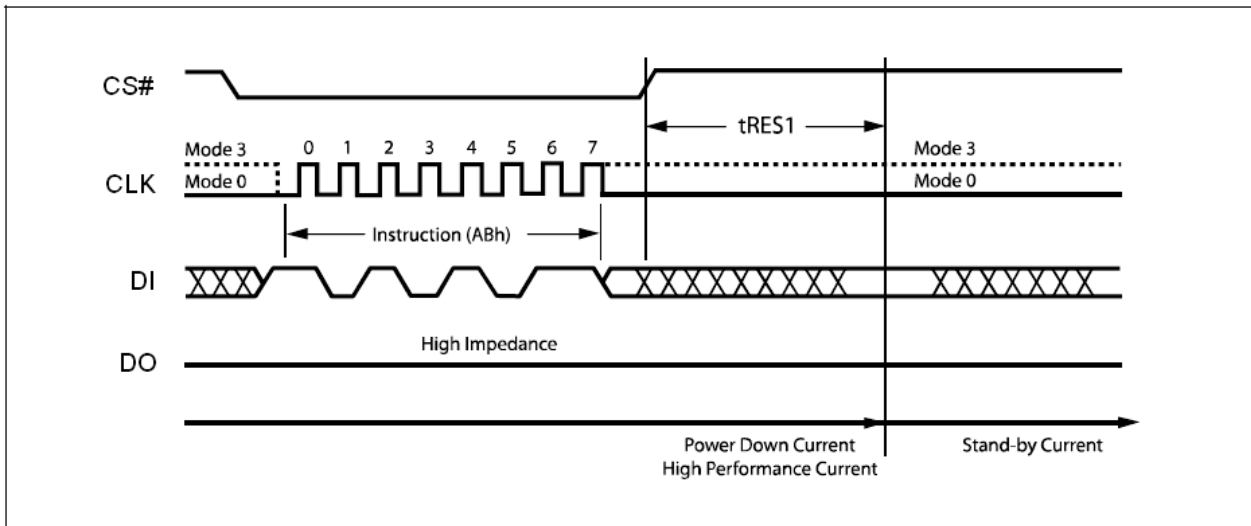 CS#
tRES1
Mode 3
0 1 2 3 4 5 6 7
Mode 3
CLK
Mode 0
Mode 0
Instruction (ABh)
DI
High Impedance
DO
Power Down Current
High Performance Current
Stand-by Current